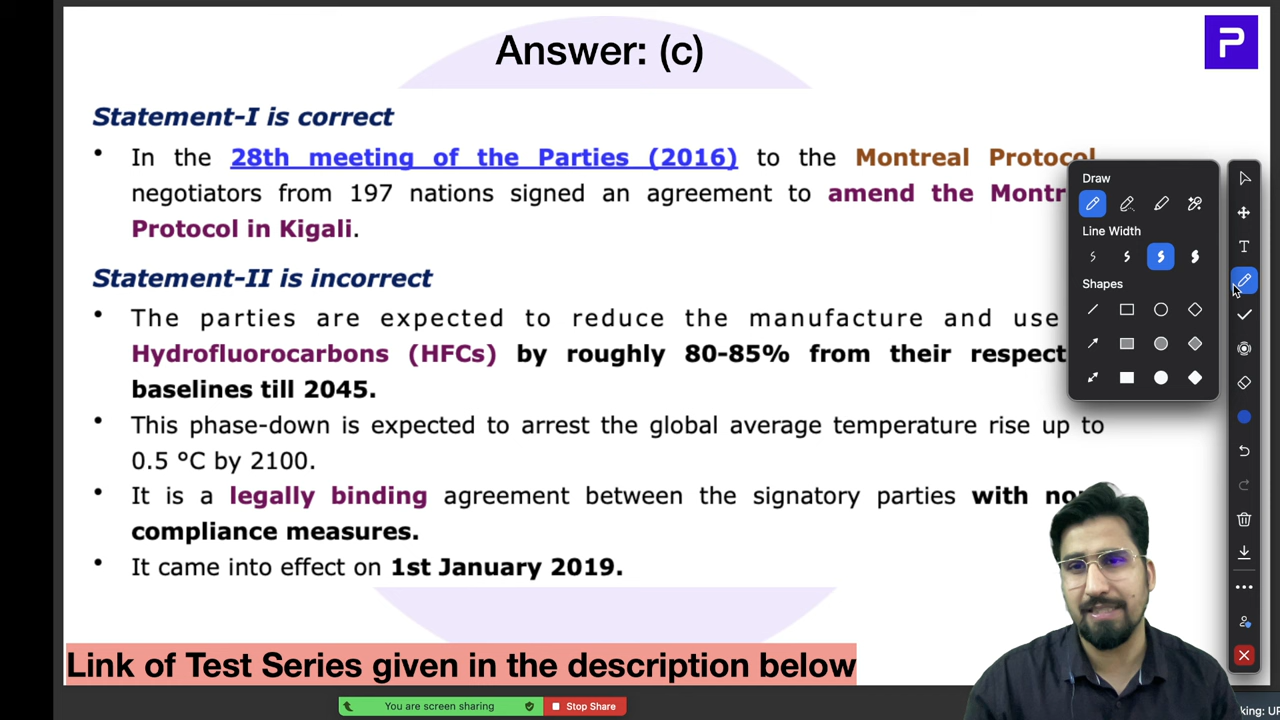 Answer: (c)
P
Statement-I is correct
• In the 28th meeting of the Parties (2016) to the Montreal Protocol
negotiators from 197 nations signed an agreement to amend the Montr
Protocol in Kigali.
Draw
Line Width
Shapes
Statement-II is incorrect
• The parties are expected to reduce the manufacture and use
Hydrofluorocarbons (HFCs) by roughly 80-85% from their respect
baselines till 2045.
• This phase-down is expected to arrest the global average temperature rise up to
0.5 °C by 2100.
• It is a legally binding agreement between the signatory parties with non
compliance measures.
• It came into effect on 1st January 2019.
Link of Test Series given in the description below
You are screen sharing
Stop Share
king: UP